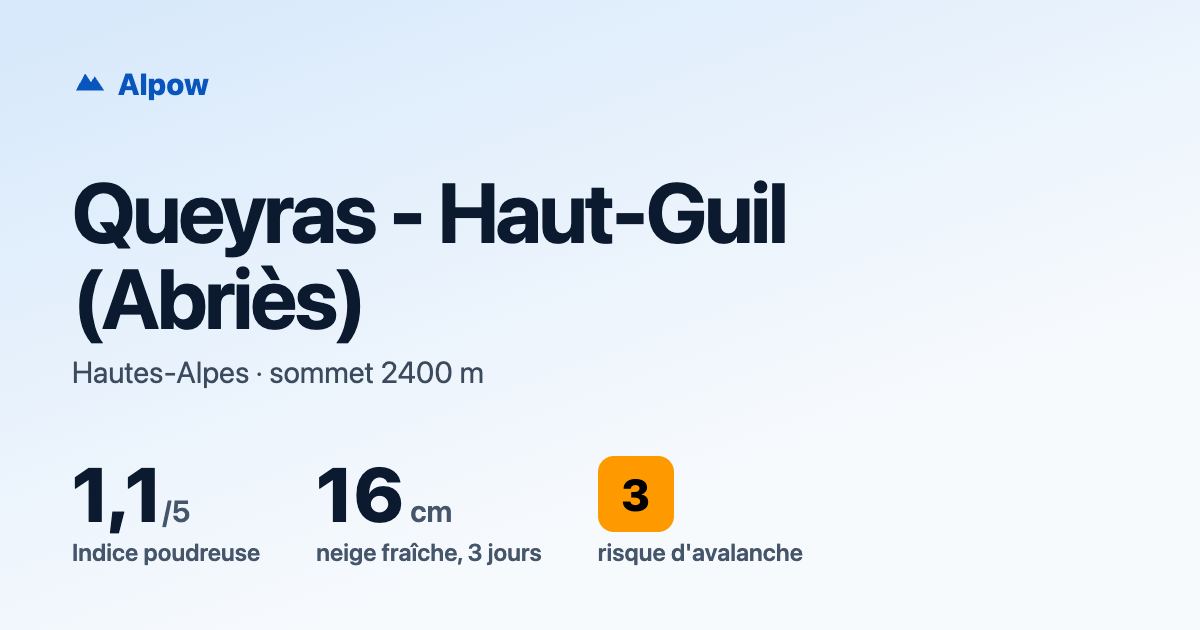 Alpow
Queyras - Haut-Guil
(Abriès)
Hautes-Alpes · sommet 2400 m
1,1/5
Indice poudreuse
16 cm
neige fraîche, 3 jours
3
risque d'avalanche